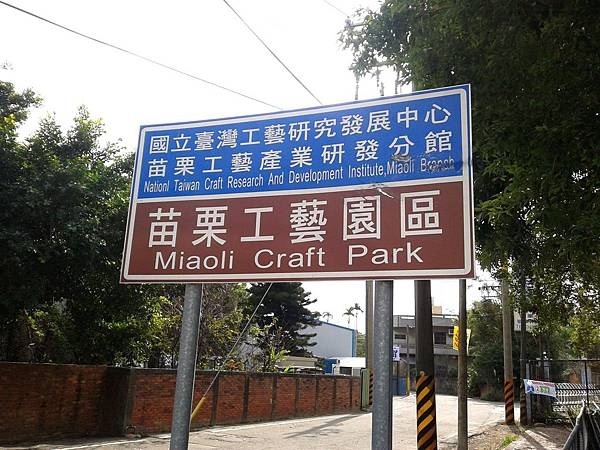 國立臺灣工藝研究發展中心
苗栗工藝產業研發分館
Nationl Taiwan Craft Research And Development Institute,Miaoli Branch
苗栗工藝園區
Miaoli Craft Park